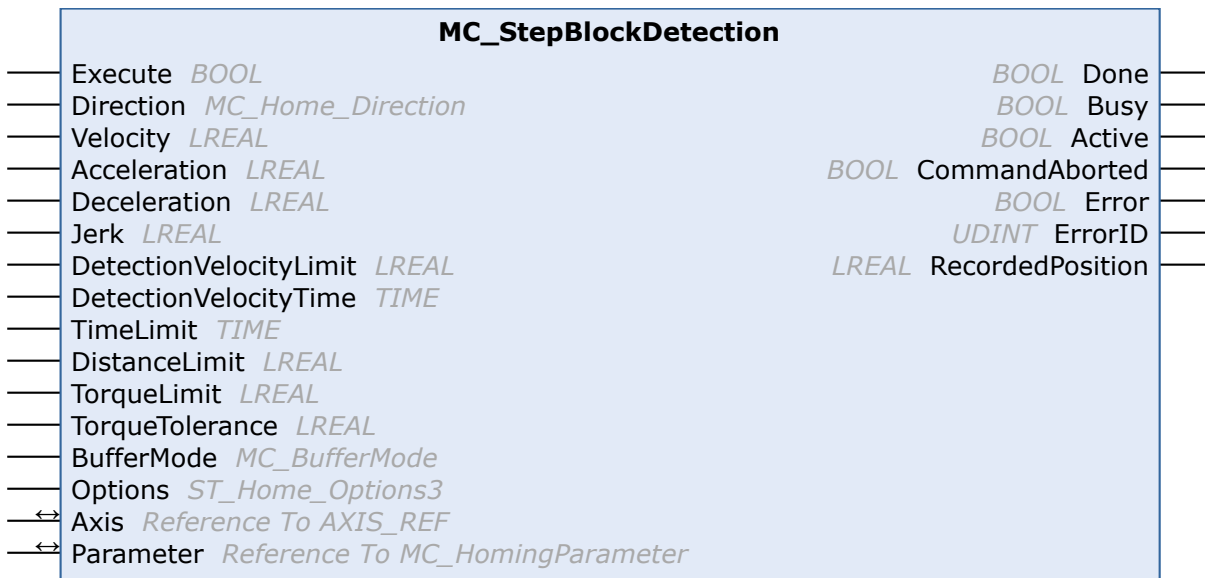 MC_StepBlockDetection
Execute BOOL BOOL Done
Direction MC_Home_Direction BOOL Busy
Velocity LREAL BOOL Active
Acceleration LREAL BOOL CommandAborted
Deceleration LREAL BOOL Error
Jerk LREAL UDINT ErrorID
DetectionVelocityLimit LREAL LREAL RecordedPosition
DetectionVelocityTime TIME
TimeLimit TIME
DistanceLimit LREAL
TorqueLimit LREAL
TorqueTolerance LREAL
BufferMode MC_BufferMode
Options ST_Home_Options3
↔ Axis Reference To AXIS_REF
↔ Parameter Reference To MC_HomingParameter